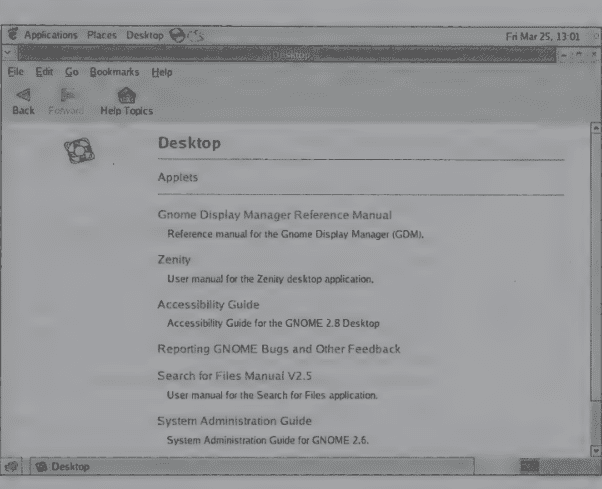 Applications Places Desktop Fri Mar 25, 13:01
Desktop
File Edit Go Bookmarks Help
Back Forward Help Topics
Desktop
Applets
Gnome Display Manager Reference Manual
Reference manual for the Gnome Display Manager (GDM).
Zenity
User manual for the Zenity desktop application.
Accessibility Guide
Accessibility Guide for the GNOME 2.8 Desktop
Reporting GNOME Bugs and Other Feedback
Search for Files Manual V2.5
User manual for the Search for Files application.
System Administration Guide
System Administration Guide for GNOME 2.6.
Desktop